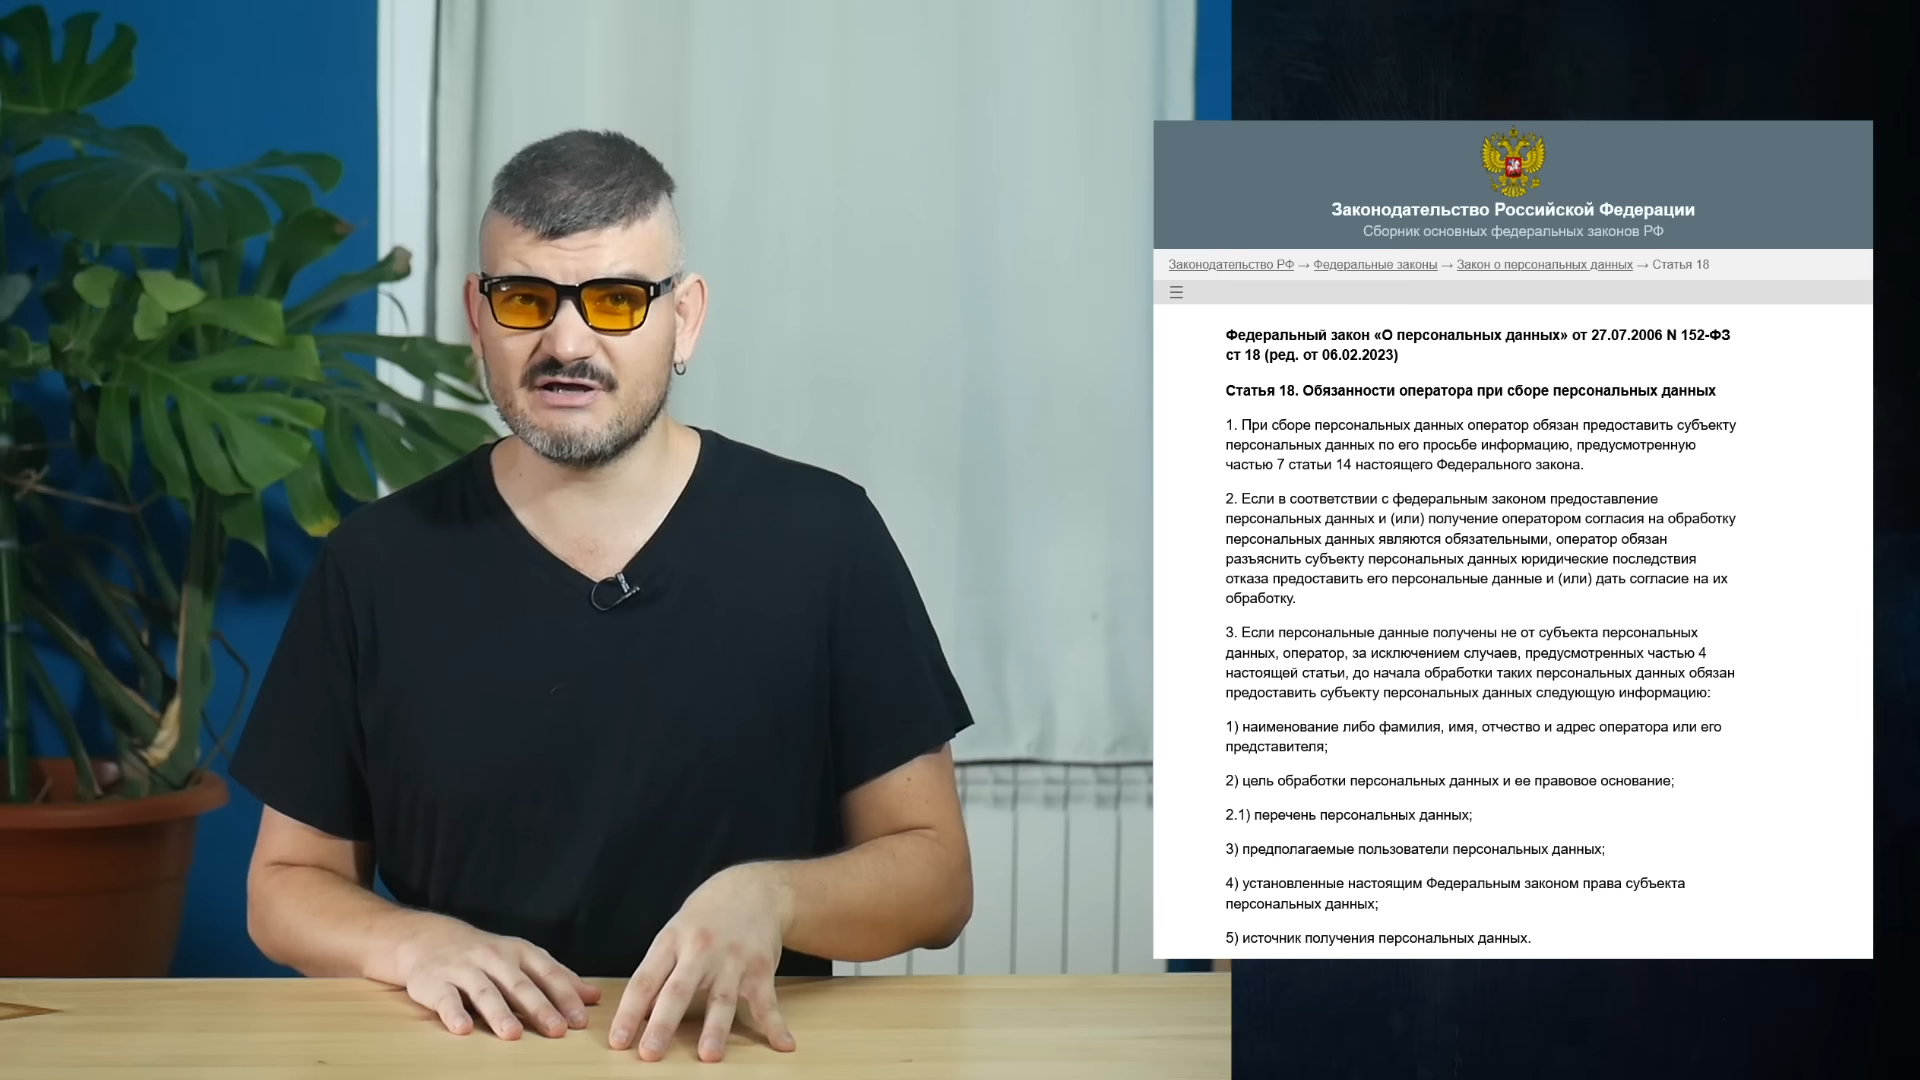 Законодательство Российской Федерации
Сборник основных федеральных законов РФ
Законодательство РФ → Федеральные законы → Закон о персональных данных → Статья 18
Федеральный закон «О персональных данных» от 27.07.2006 N 152-ФЗ
ст 18 (ред. от 06.02.2023)
Статья 18. Обязанности оператора при сборе персональных данных
1. При сборе персональных данных оператор обязан предоставить субъекту
персональных данных по его просьбе информацию, предусмотренную
частью 7 статьи 14 настоящего Федерального закона.
2. Если в соответствии с федеральным законом предоставление
персональных данных и (или) получение оператором согласия на обработку
персональных данных являются обязательными, оператор обязан
разъяснить субъекту персональных данных юридические последствия
отказа предоставить его персональные данные и (или) дать согласие на их
обработку.
3. Если персональные данные получены не от субъекта персональных
данных, оператор, за исключением случаев, предусмотренных частью 4
настоящей статьи, до начала обработки таких персональных данных обязан
предоставить субъекту персональных данных следующую информацию:
1) наименование либо фамилия, имя, отчество и адрес оператора или его
представителя;
2) цель обработки персональных данных и ее правовое основание;
2.1) перечень персональных данных;
3) предполагаемые пользователи персональных данных;
4) установленные настоящим Федеральным законом права субъекта
персональных данных;
5) источник получения персональных данных.